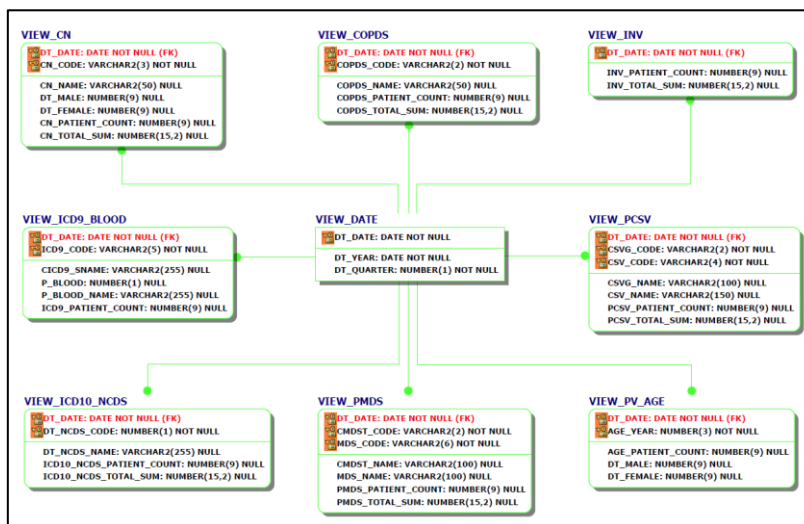 VIEW_CN
DT_DATE: DATE NOT NULL (FK)
CN_CODE: VARCHAR2(3) NOT NULL
CN_NAME: VARCHAR2(50) NULL
DT_MALE: NUMBER(9) NULL
DT_FEMALE: NUMBER(9) NULL
CN_PATIENT_COUNT: NUMBER(9) NULL
CN_TOTAL_SUM: NUMBER(15,2) NULL
VIEW_COPDS
DT_DATE: DATE NOT NULL (FK)
COPDS_CODE: VARCHAR2(2) NOT NULL
COPDS_NAME: VARCHAR2(50) NULL
COPDS_PATIENT_COUNT: NUMBER(9) NULL
COPDS_TOTAL_SUM: NUMBER(15,2) NULL
VIEW_INV
DT_DATE: DATE NOT NULL (FK)
INV_PATIENT_COUNT: NUMBER(9) NULL
INV_TOTAL_SUM: NUMBER(15,2) NULL
VIEW_ICD9_BLOOD
DT_DATE: DATE NOT NULL (FK)
ICD9_CODE: VARCHAR2(5) NOT NULL
CICD9_SNAME: VARCHAR2(255) NULL
P_BLOOD: NUMBER(1) NULL
P_BLOOD_NAME: VARCHAR2(255) NULL
ICD9_PATIENT_COUNT: NUMBER(9) NULL
VIEW_DATE
DT_DATE: DATE NOT NULL
DT_YEAR: DATE NOT NULL
DT_QUARTER: NUMBER(1) NOT NULL
VIEW_PCSV
DT_DATE: DATE NOT NULL (FK)
CSVG_CODE: VARCHAR2(2) NOT NULL
CSV_CODE: VARCHAR2(4) NOT NULL
CSVG_NAME: VARCHAR2(100) NULL
CSV_NAME: VARCHAR2(150) NULL
PCSV_PATIENT_COUNT: NUMBER(9) NULL
PCSV_TOTAL_SUM: NUMBER(15,2) NULL
VIEW_ICD10_NCDS
DT_DATE: DATE NOT NULL (FK)
DT_NCDS_CODE: NUMBER(1) NOT NULL
DT_NCDS_NAME: VARCHAR2(255) NULL
ICD10_NCDS_PATIENT_COUNT: NUMBER(9) NULL
ICD10_NCDS_TOTAL_SUM: NUMBER(15,2) NULL
VIEW_PMDS
DT_DATE: DATE NOT NULL (FK)
CMDST_CODE: VARCHAR2(2) NOT NULL
MDS_CODE: VARCHAR2(6) NOT NULL
CMDST_NAME: VARCHAR2(100) NULL
MDS_NAME: VARCHAR2(100) NULL
PMDS_PATIENT_COUNT: NUMBER(9) NULL
PMDS_TOTAL_SUM: NUMBER(15,2) NULL
VIEW_PV_AGE
DT_DATE: DATE NOT NULL (FK)
AGE_YEAR: NUMBER(3) NOT NULL
AGE_PATIENT_COUNT: NUMBER(9) NULL
DT_MALE: NUMBER(9) NULL
DT_FEMALE: NUMBER(9) NULL